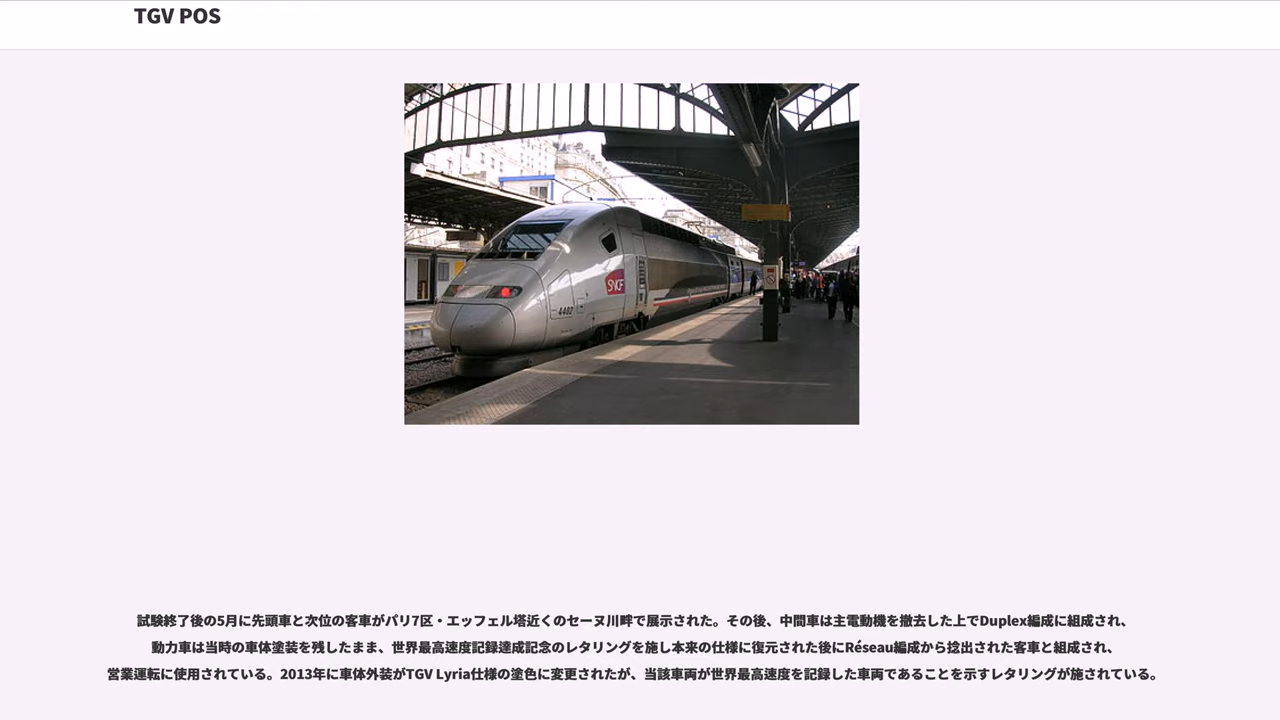 TGV POS
SNCF
4402
試験終了後の5月に先頭車と次位の客車がパリ7区・エッフェル塔近くのセーヌ川畔で展示された。その後、中間車は主電動機を撤去した上でDuplex編成に組成され、
動力車は当時の車体塗装を残したまま、世界最高速度記録達成記念のレタリングを施し本来の仕様に復元された後にRéseau編成から捻出された客車と組成され、
営業運転に使用されている。2013年に車体外装がTGV Lyria仕様の塗色に変更されたが、当該車両が世界最高速度を記録した車両であることを示すレタリングが施されている。